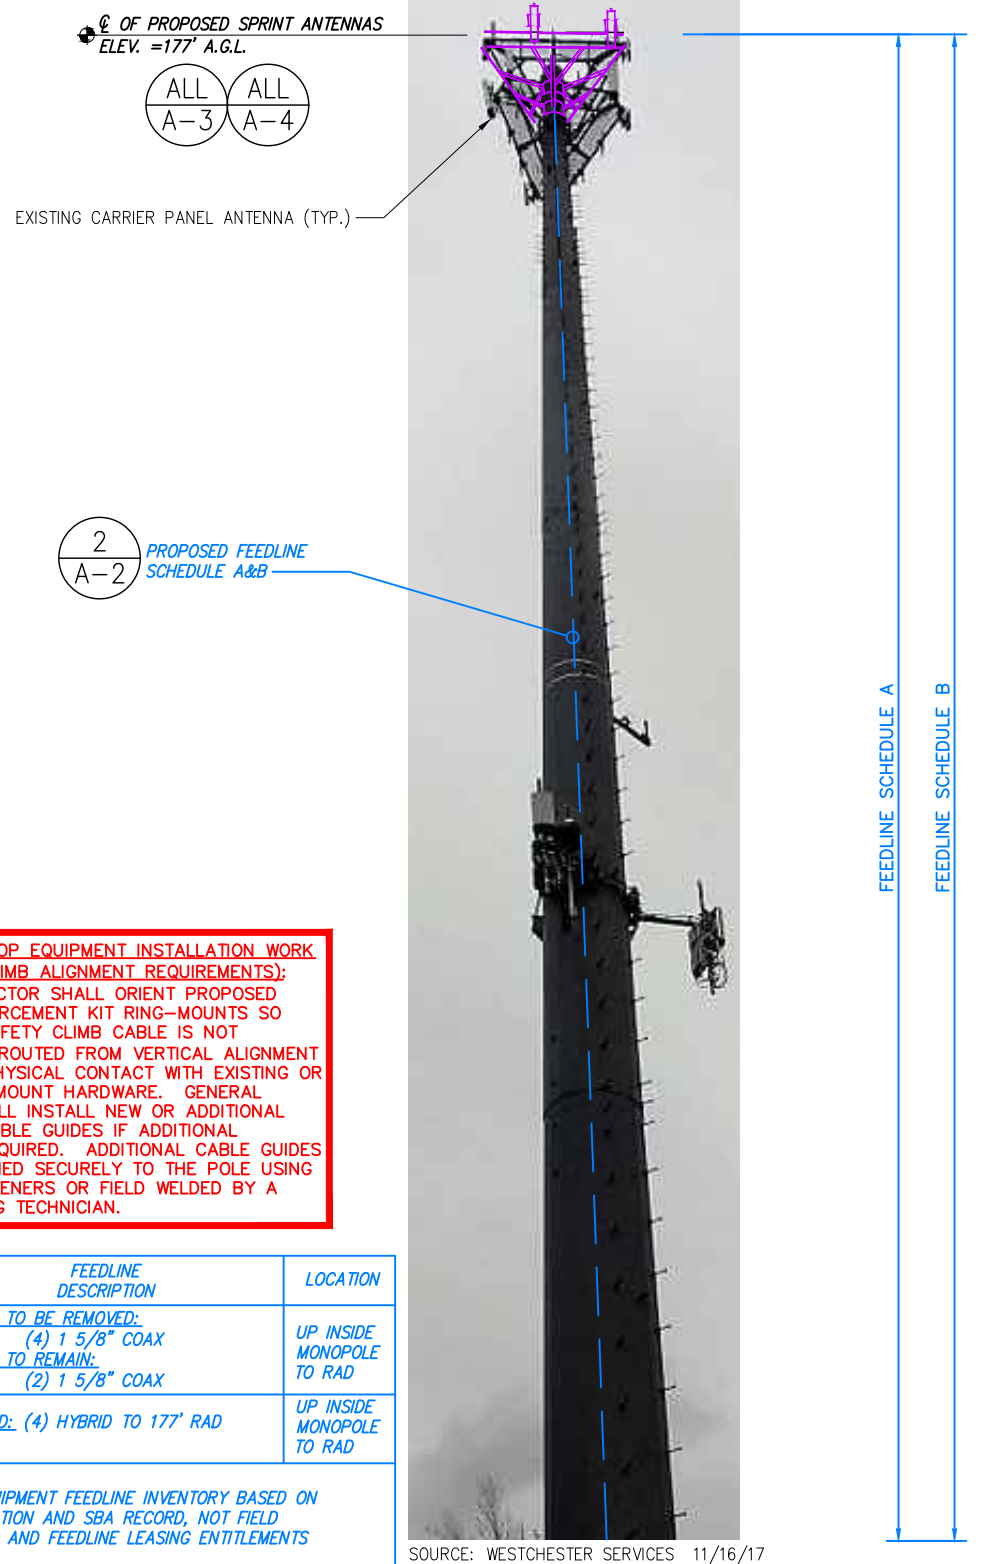 ℄ OF PROPOSED SPRINT ANTENNAS
ELEV. =177' A.G.L.
ALL
A-3
ALL
A-4
EXISTING CARRIER PANEL ANTENNA (TYP.)
2
A-2
PROPOSED FEEDLINE
SCHEDULE A&B
FEEDLINE SCHEDULE A
FEEDLINE SCHEDULE B
OP EQUIPMENT INSTALLATION WORK
IMB ALIGNMENT REQUIREMENTS):
CTOR SHALL ORIENT PROPOSED
RCEMENT KIT RING-MOUNTS SO
FETY CLIMB CABLE IS NOT
ROUTED FROM VERTICAL ALIGNMENT
HYSICAL CONTACT WITH EXISTING OR
MOUNT HARDWARE. GENERAL
LL INSTALL NEW OR ADDITIONAL
BLE GUIDES IF ADDITIONAL
QUIRED. ADDITIONAL CABLE GUIDES
HED SECURELY TO THE POLE USING
ENERS OR FIELD WELDED BY A
G TECHNICIAN.
FEEDLINE
DESCRIPTION
LOCATION
TO BE REMOVED:
(4) 1 5/8" COAX
TO REMAIN:
(2) 1 5/8" COAX
UP INSIDE
MONOPOLE
TO RAD
D: (4) HYBRID TO 177' RAD
UP INSIDE
MONOPOLE
TO RAD
IPMENT FEEDLINE INVENTORY BASED ON
TION AND SBA RECORD, NOT FIELD
AND FEEDLINE LEASING ENTITLEMENTS
SOURCE: WESTCHESTER SERVICES 11/16/17